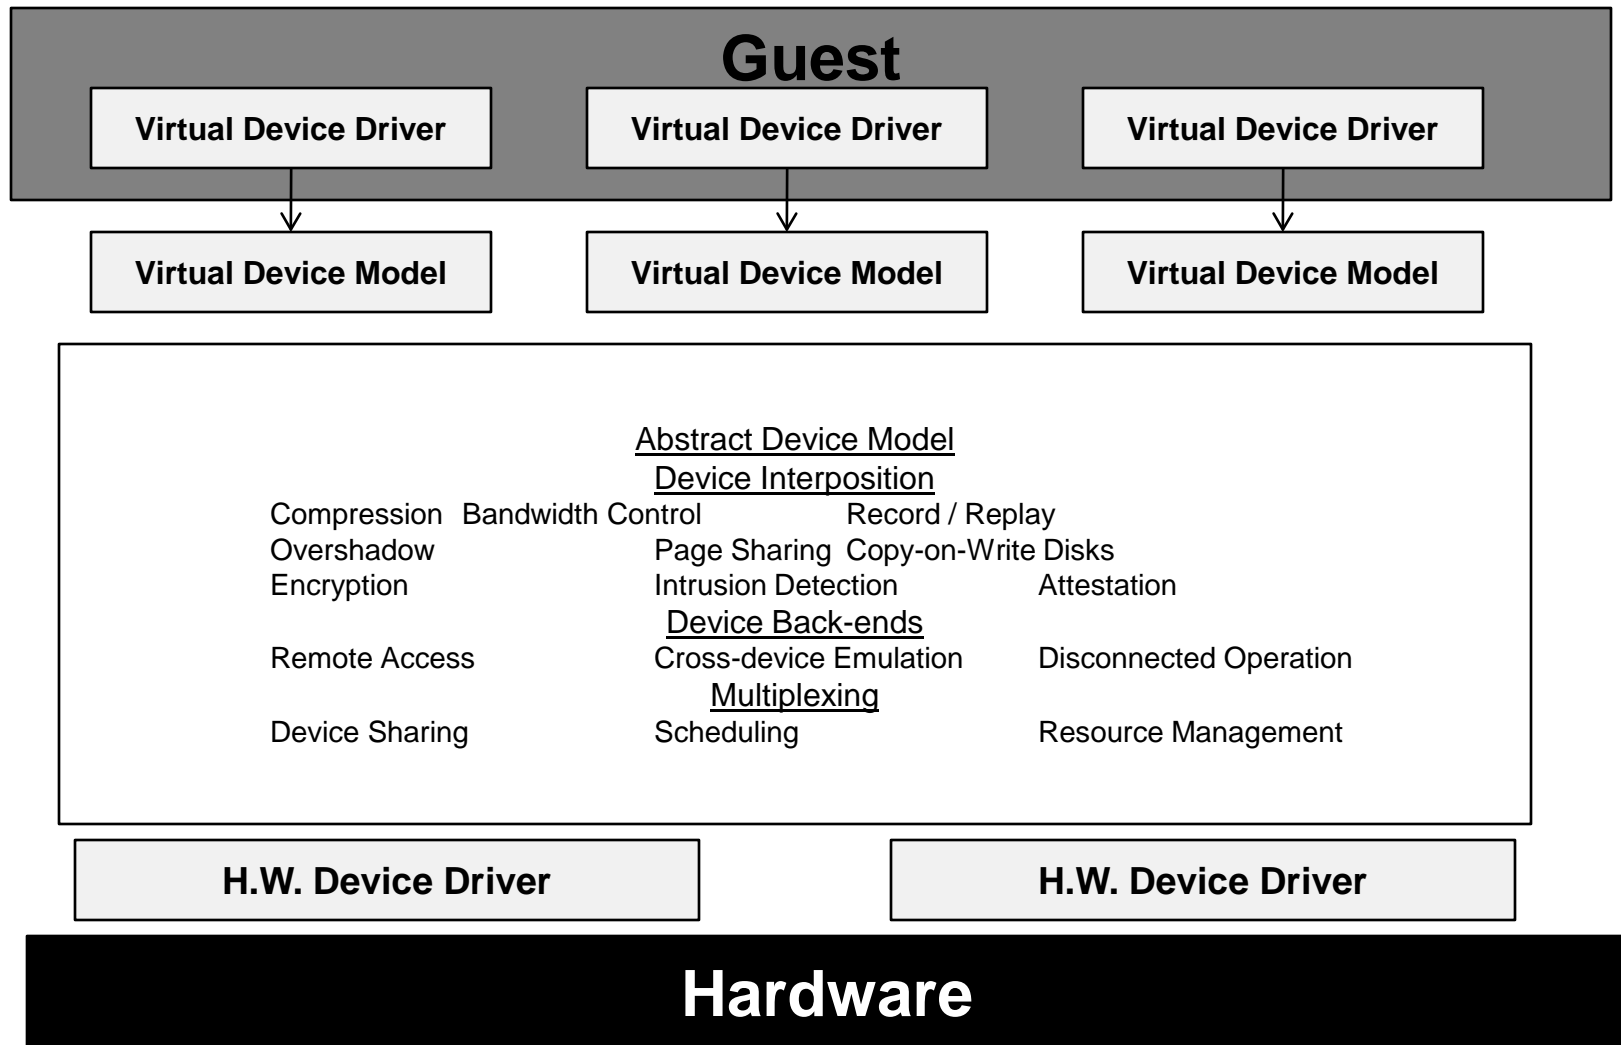 Guest
Virtual Device Driver Virtual Device Driver Virtual Device Driver
Virtual Device Model Virtual Device Model Virtual Device Model
Abstract Device Model
Device Interposition
Compression Bandwidth Control Record / Replay
Overshadow Page Sharing Copy-on-Write Disks
Encryption Intrusion Detection Attestation
Device Back-ends
Remote Access Cross-device Emulation Disconnected Operation
Multiplexing
Device Sharing Scheduling Resource Management
H.W. Device Driver H.W. Device Driver
Hardware